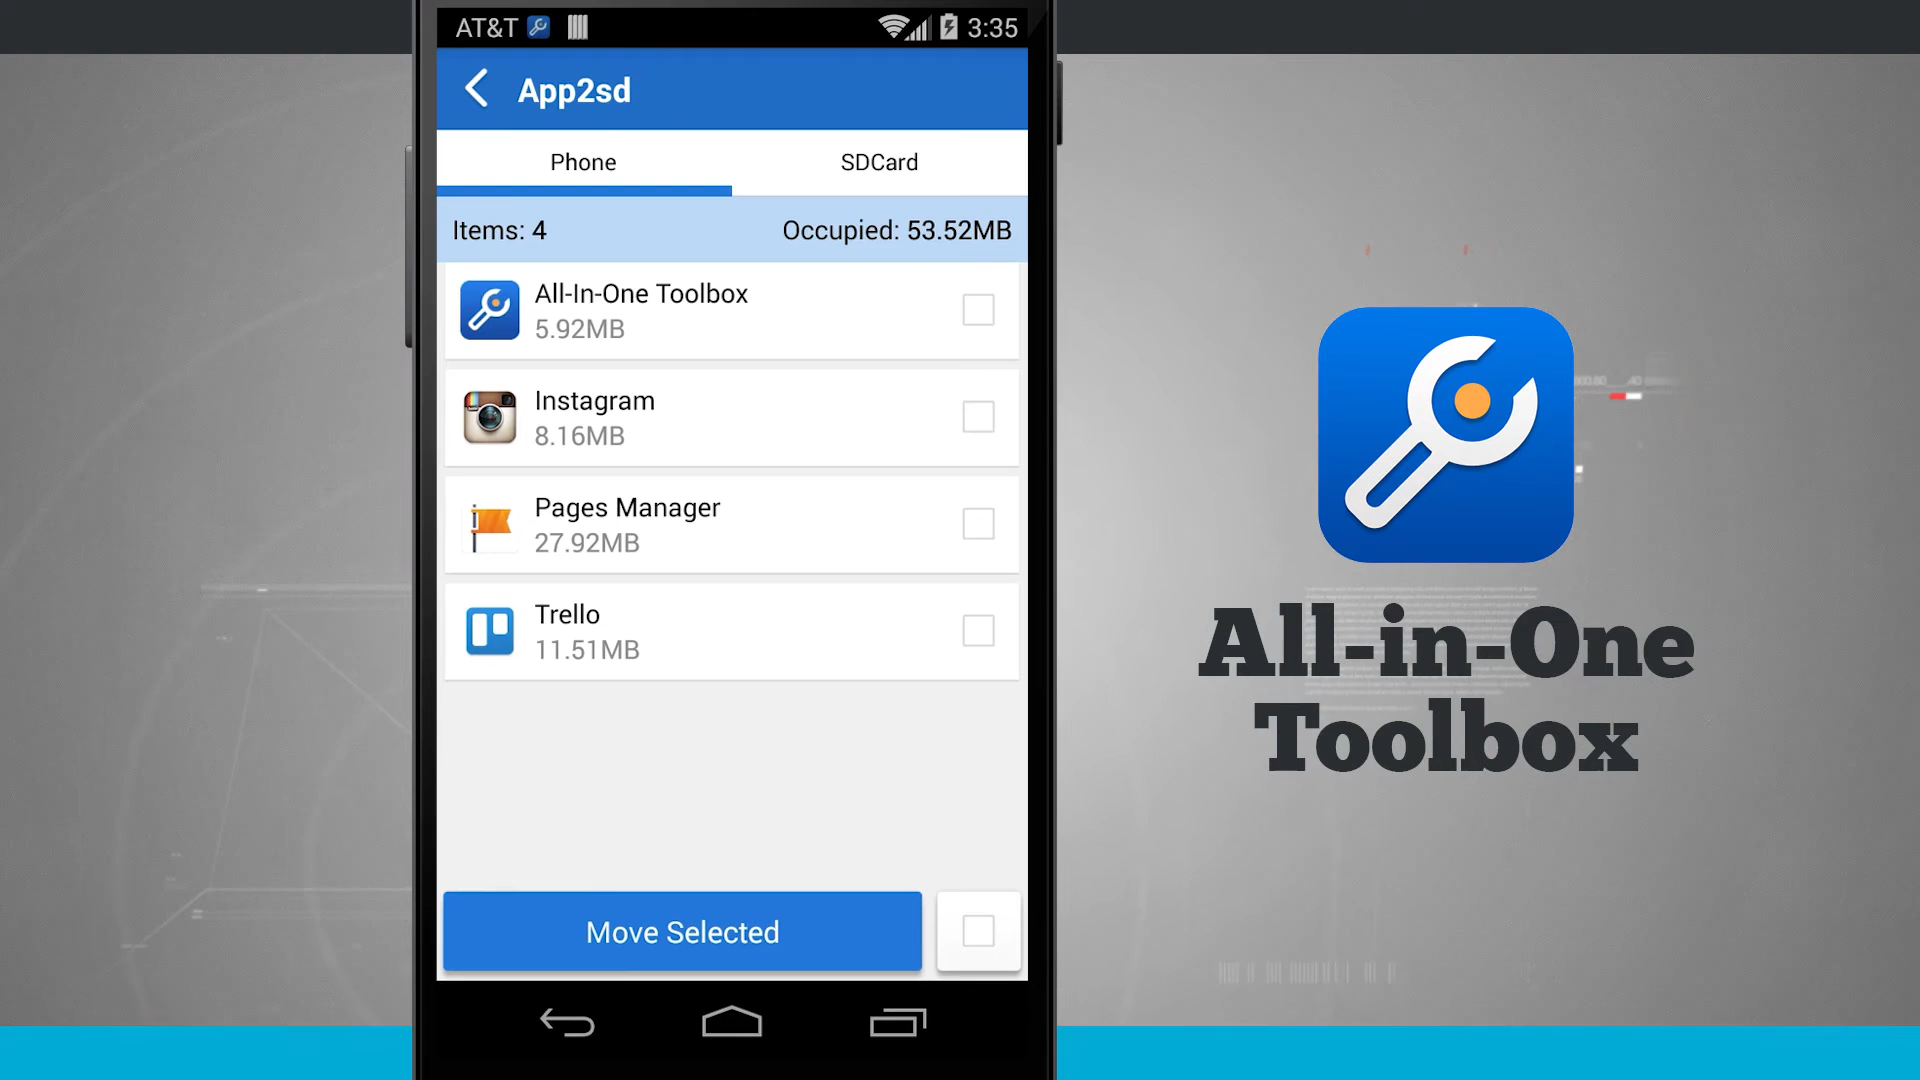 AT&T 3:35
App2sd
Phone SDCard
Items: 4 Occupied: 53.52MB
All-In-One Toolbox
5.92MB
Instagram
8.16MB
Pages Manager
27.92MB
Trello
11.51MB
Move Selected
All-in-One
Toolbox